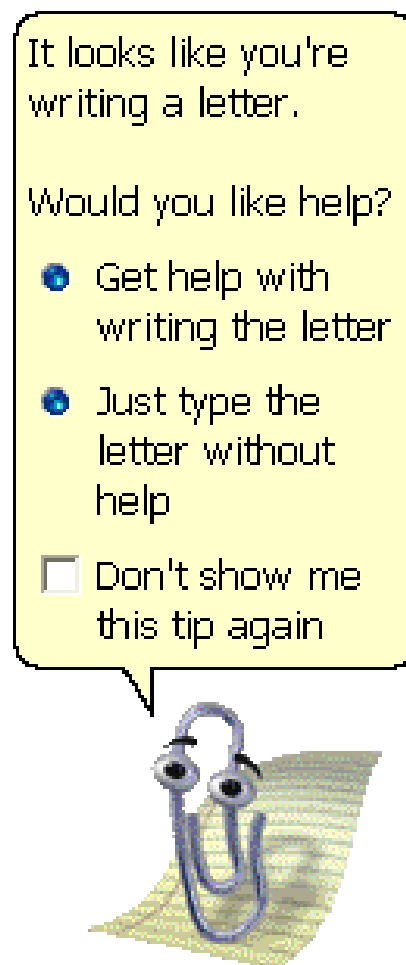 It looks like you're
writing a letter.
Would you like help?
Get help with
writing the letter
Just type the
letter without
help
Don't show me
this tip again